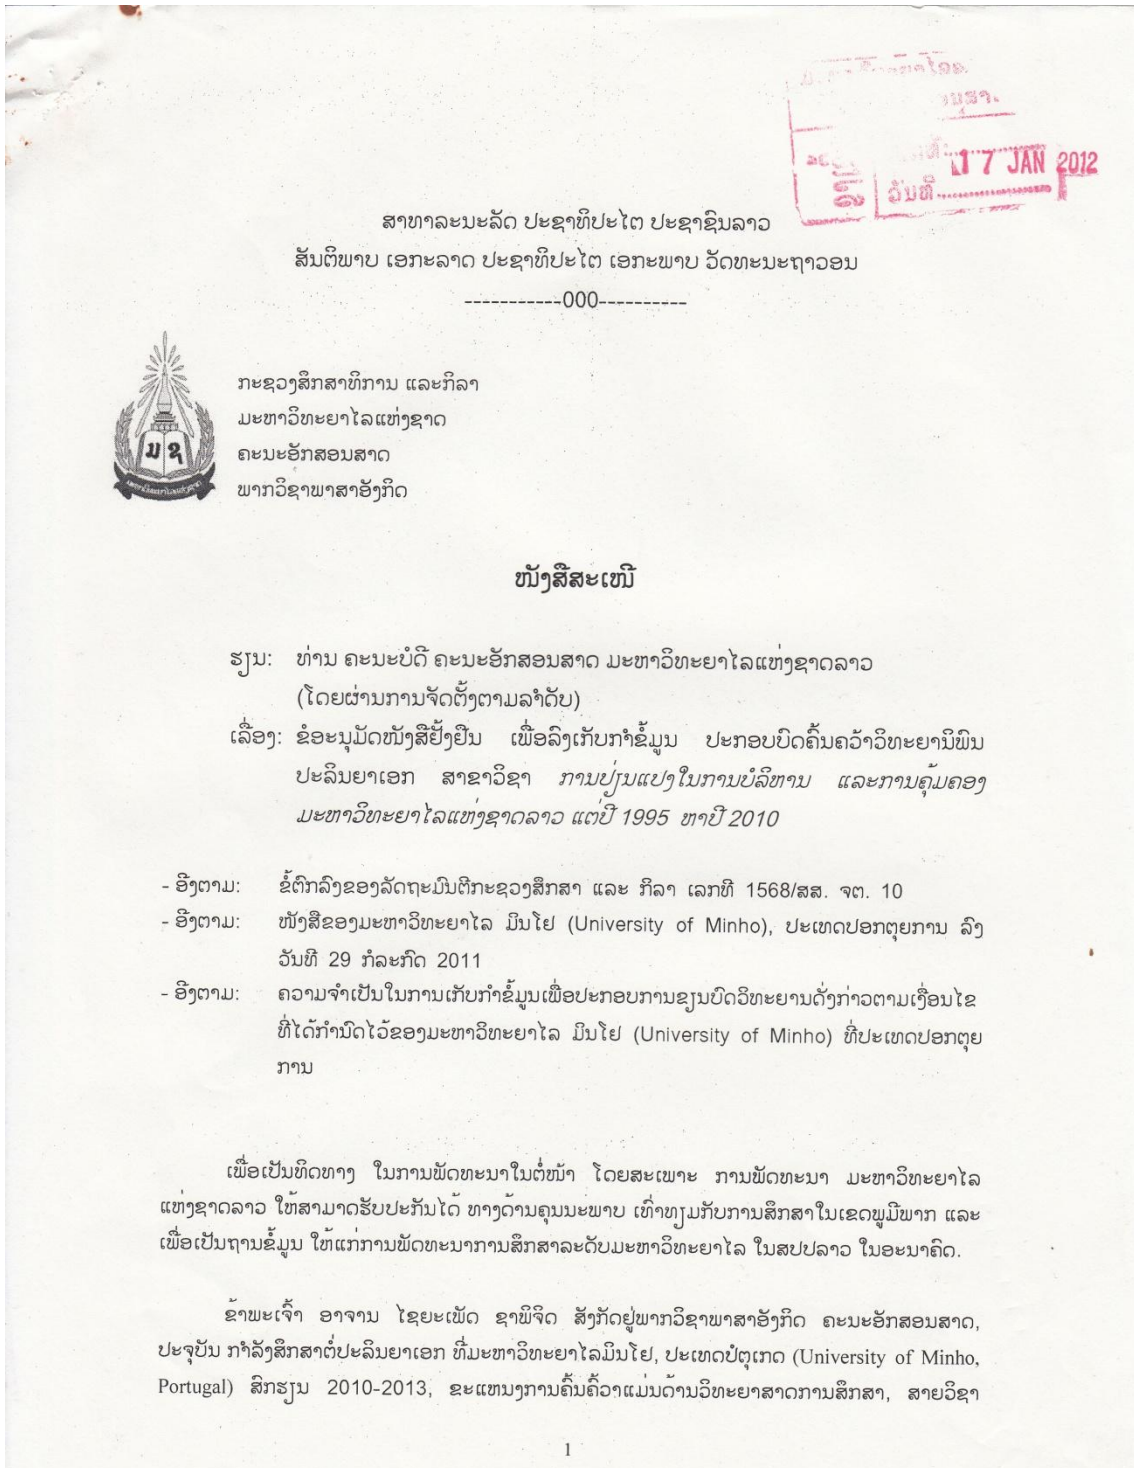 17 JAN 2012
ວັນທີ
ສາທາລະນະລັດ ປະຊາທິປະໄຕ ປະຊາຊົນລາວ
ສັນຕິພາບ ເອກະລາດ ປະຊາທິປະໄຕ ເອກະພາບ ວັດທະນະຖາວອນ
-----------000----------
ກະຊວງສຶກສາທິການ ແລະກິລາ
ມະຫາວິທະຍາໄລແຫ່ງຊາດ
ຄະນະອັກສອນສາດ
ພາກວິຊາພາສາອັງກິດ
ມ ຊ
ໜັງສືສະເໜີ
ຮຽນ: ທ່ານ ຄະນະບໍດີ ຄະນະອັກສອນສາດ ມະຫາວິທະຍາໄລແຫ່ງຊາດລາວ
(ໂດຍຜ່ານການຈັດຕັ້ງຕາມລຳດັບ)
ເລື່ອງ: ຂໍອະນຸມັດໜັງສືຢັ້ງຢືນ ເພື່ອລົງເກັບກຳຂໍ້ມູນ ປະກອບບົດຄົ້ນຄວ້າວິທະຍານິພົນ
ປະລິນຍາເອກ ສາຂາວິຊາ ການປ່ຽນແປງໃນການບໍລິຫານ ແລະການຄຸ້ມຄອງ
ມະຫາວິທະຍາໄລແຫ່ງຊາດລາວ ແຕ່ປີ 1995 ຫາປີ 2010
- ອີງຕາມ: ຂໍ້ຕົກລົງຂອງລັດຖະມົນຕີກະຊວງສຶກສາ ແລະ ກິລາ ເລກທີ 1568/ສສ. ຈຕ. 10
- ອີງຕາມ: ໜັງສືຂອງມະຫາວິທະຍາໄລ ມິນໂຢ (University of Minho), ປະເທດປອກຕຸຍການ ລົງ
ວັນທີ 29 ກໍລະກົດ 2011
- ອີງຕາມ: ຄວາມຈຳເປັນໃນການເກັບກຳຂໍ້ມູນເພື່ອປະກອບການຂຽນບົດວິທະຍານດັ່ງກ່າວຕາມເງື່ອນໄຂ
ທີ່ໄດ້ກຳນົດໄວ້ຂອງມະຫາວິທະຍາໄລ ມິນໂຢ (University of Minho) ທີ່ປະເທດປອກຕຸຍ
ການ
ເພື່ອເປັນທິດທາງ ໃນການພັດທະນາໃນຕໍ່ໜ້າ ໂດຍສະເພາະ ການພັດທະນາ ມະຫາວິທະຍາໄລ
ແຫ່ງຊາດລາວ ໃຫ້ສາມາດຮັບປະກັນໄດ້ ທາງດ້ານຄຸນນະພາບ ເທົ່າທຽມກັບການສຶກສາໃນເຂດພູມີພາກ ແລະ
ເພື່ອເປັນຖານຂໍ້ມູນ ໃຫ້ແກ່ການພັດທະນາການສຶກສາລະດັບມະຫາວິທະຍາໄລ ໃນສປປລາວ ໃນອະນາຄົດ.
ຂ້າພະເຈົ້າ ອາຈານ ໄຊຍະເພັດ ຊາພິຈິດ ສັງກັດຢູ່ພາກວິຊາພາສາອັງກິດ ຄະນະອັກສອນສາດ,
ປະຈຸບັນ ກຳລັງສຶກສາຕໍ່ປະລິນຍາເອກ ທີ່ມະຫາວິທະຍາໄລມິນໂຢ, ປະເທດປໍຕຸເກດ (University of Minho,
Portugal) ສົກຮຽນ 2010-2013, ຂະແໜງການຄົ້ນຄົ້ວາແມ່ນດ້ານວິທະຍາສາດການສຶກສາ, ສາຍວິຊາ
1